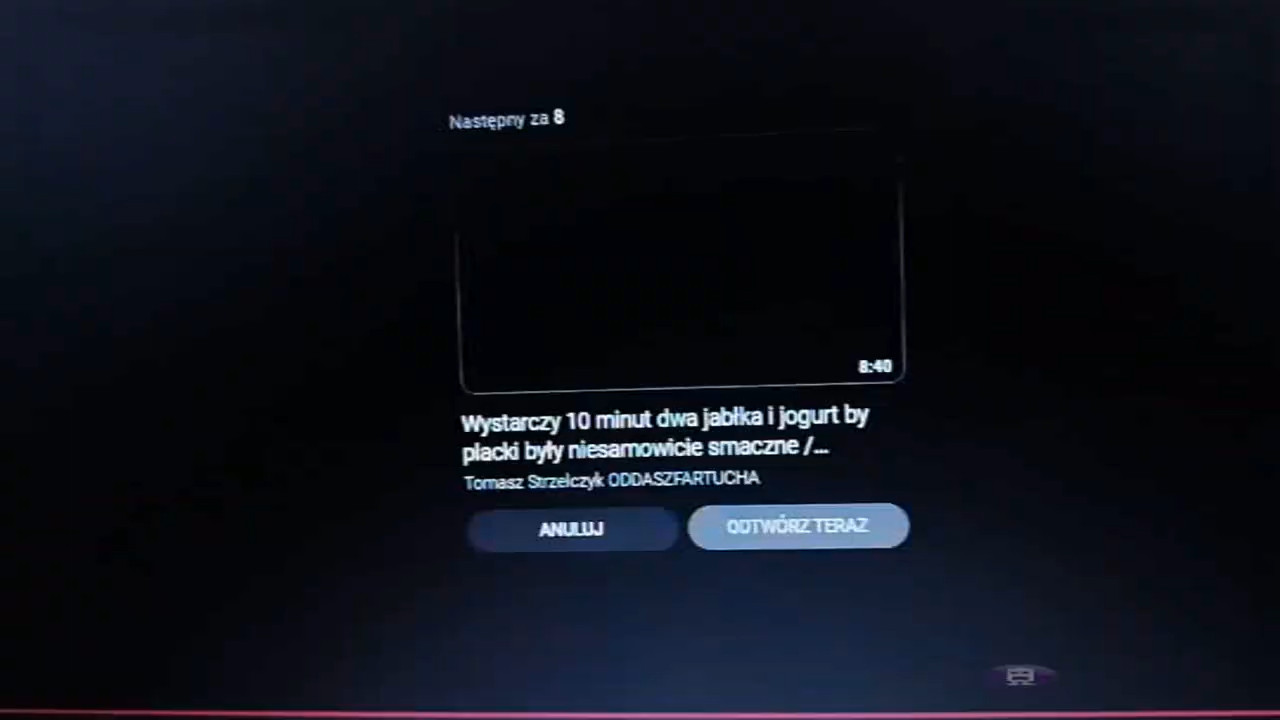 Następny za 8
8:40
Wystarczy 10 minut dwa jabłka i jogurt by
placki były niesamowicie smaczne /...
Tomasz Strzelczyk ODDASZFARTUCHA
ANULUJ
ODTWÓRZ TERAZ